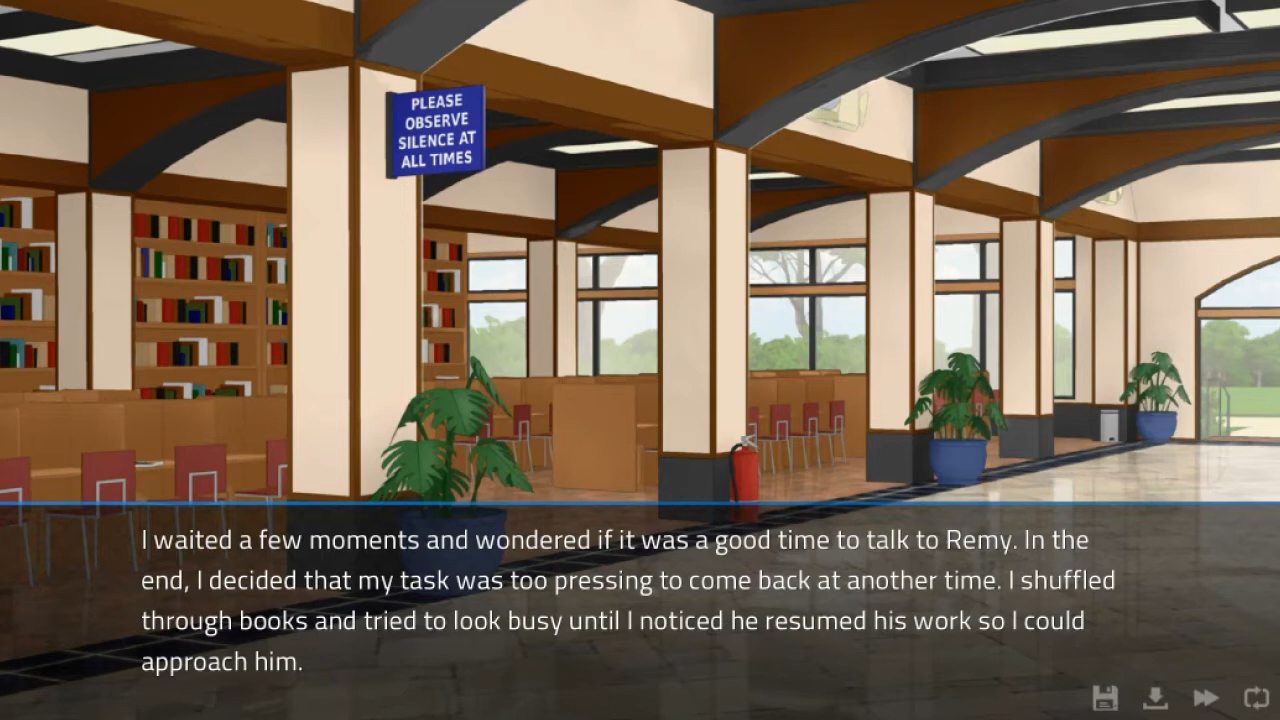 PLEASE
OBSERVE
SILENCE AT
ALL TIMES
I waited a few moments and wondered if it was a good time to talk to Remy. In the
end, I decided that my task was too pressing to come back at another time. I shuffled
through books and tried to look busy until I noticed he resumed his work so I could
approach him.